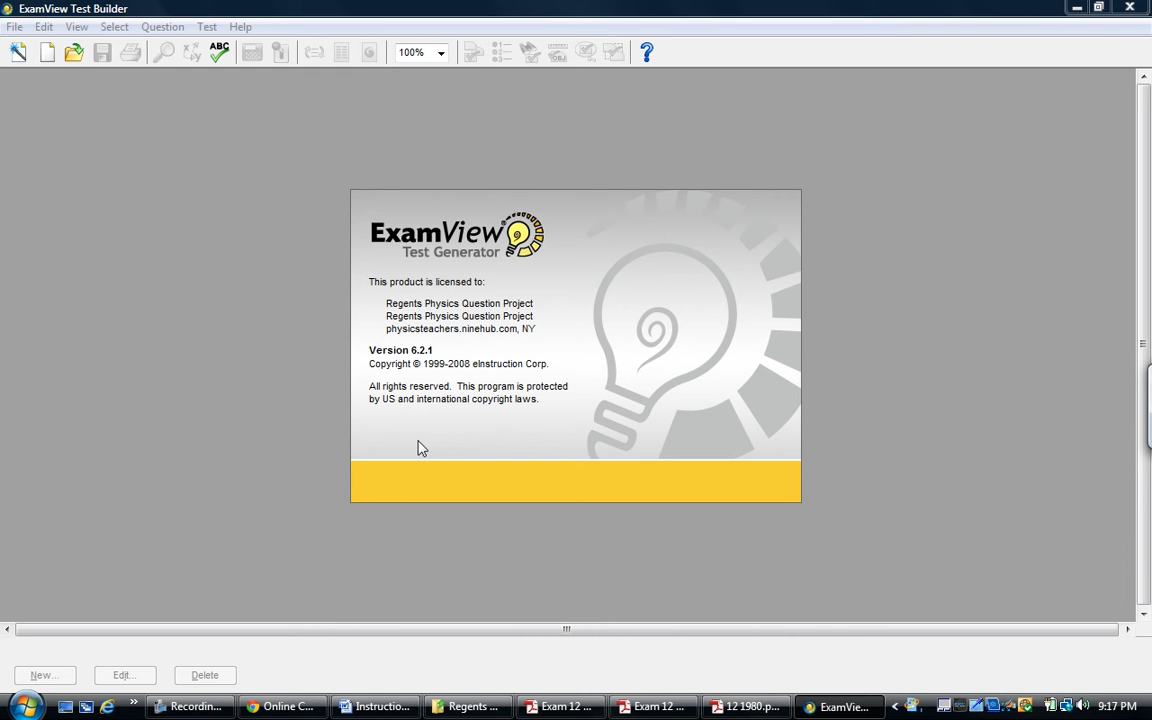 ExamView Test Builder
File Edit View Select Question Test Help
ABC 100% ?
ExamView®
Test Generator
This product is licensed to:
Regents Physics Question Project
Regents Physics Question Project
physicsteachers.ninehub.com, NY
Version 6.2.1
Copyright © 1999-2008 eInstruction Corp.
All rights reserved. This program is protected
by US and international copyright laws.
New... Edit... Delete
Recordin... Online C... Instructio... Regents ... Exam 12 ... Exam 12 ... 12 1980.p... ExamVie... 9:17 PM